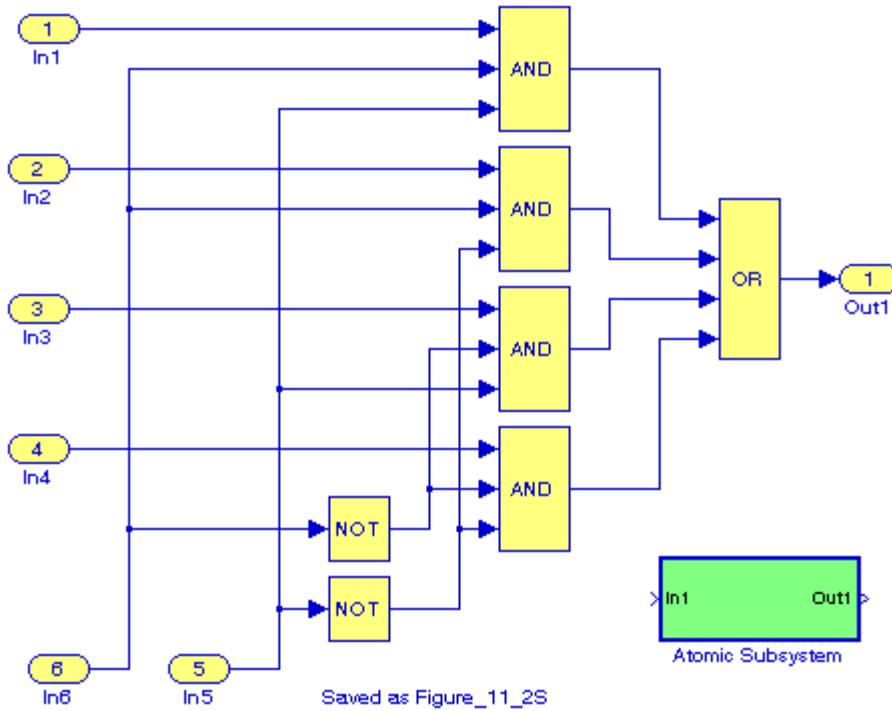 1
In1
AND
2
In2
AND
OR
1
Out1
3
In3
AND
4
In4
AND
NOT
NOT
In1
Out1
Atomic Subsystem
6
In6
5
In5
Saved as Figure_11_2S